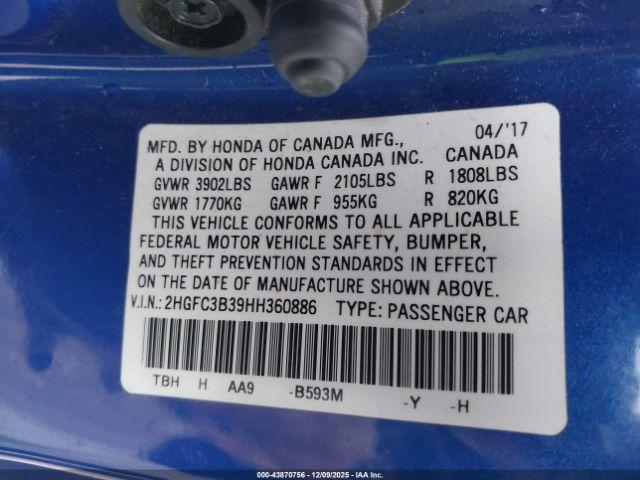 MFD. BY HONDA OF CANADA MFG., 04/'17
A DIVISION OF HONDA CANADA INC. CANADA
GVWR 3902LBS GAWR F 2105LBS R 1808LBS
GVWR 1770KG GAWR F 955KG R 820KG
THIS VEHICLE CONFORMS TO ALL APPLICABLE
FEDERAL MOTOR VEHICLE SAFETY, BUMPER,
AND THEFT PREVENTION STANDARDS IN EFFECT
ON THE DATE OF MANUFACTURE SHOWN ABOVE.
V.I.N.: 2HGFC3B39HH360886 TYPE: PASSENGER CAR
TBH H AA9 -B593M -Y -H
000-43870756 - 12/09/2025 - IAA Inc.